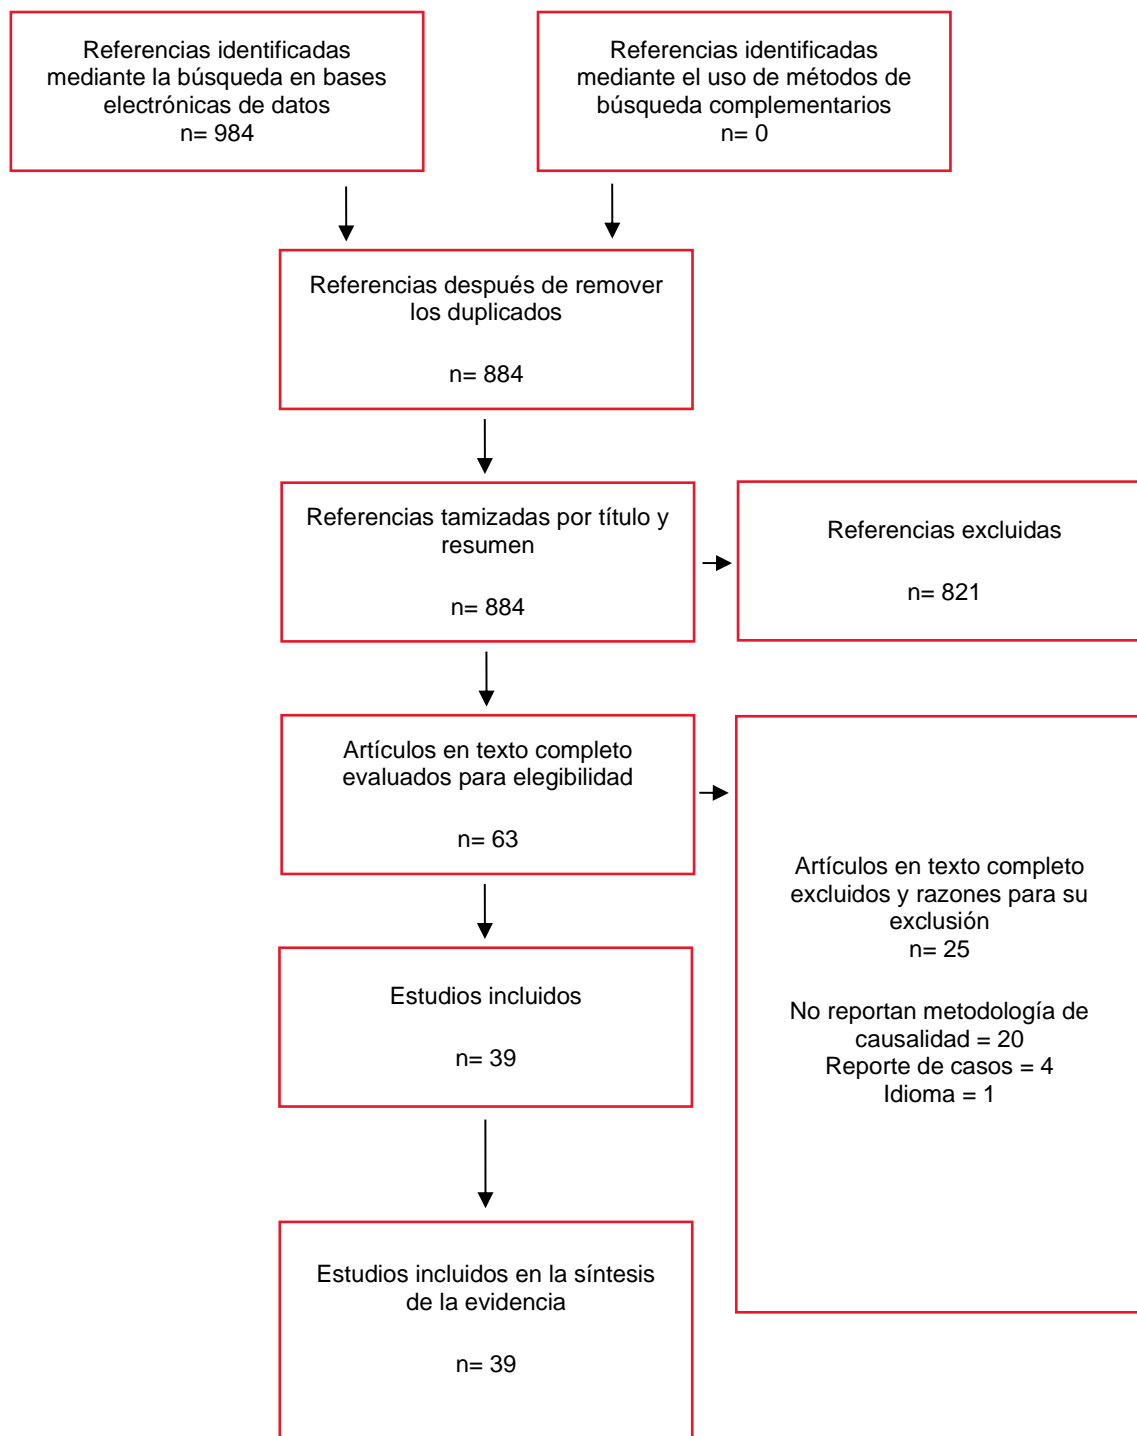 Referencias identificadas
mediante la búsqueda en bases
electrónicas de datos
n= 984
Referencias identificadas
mediante el uso de métodos de
búsqueda complementarios
n= 0
Referencias después de remover
los duplicados
n= 884
Referencias tamizadas por título y
resumen
n= 884
Referencias excluidas
n= 821
Artículos en texto completo
evaluados para elegibilidad
n= 63
Artículos en texto completo
excluidos y razones para su
exclusión
n= 25
No reportan metodología de
causalidad = 20
Reporte de casos = 4
Idioma = 1
Estudios incluidos
n= 39
Estudios incluidos en la síntesis
de la evidencia
n= 39